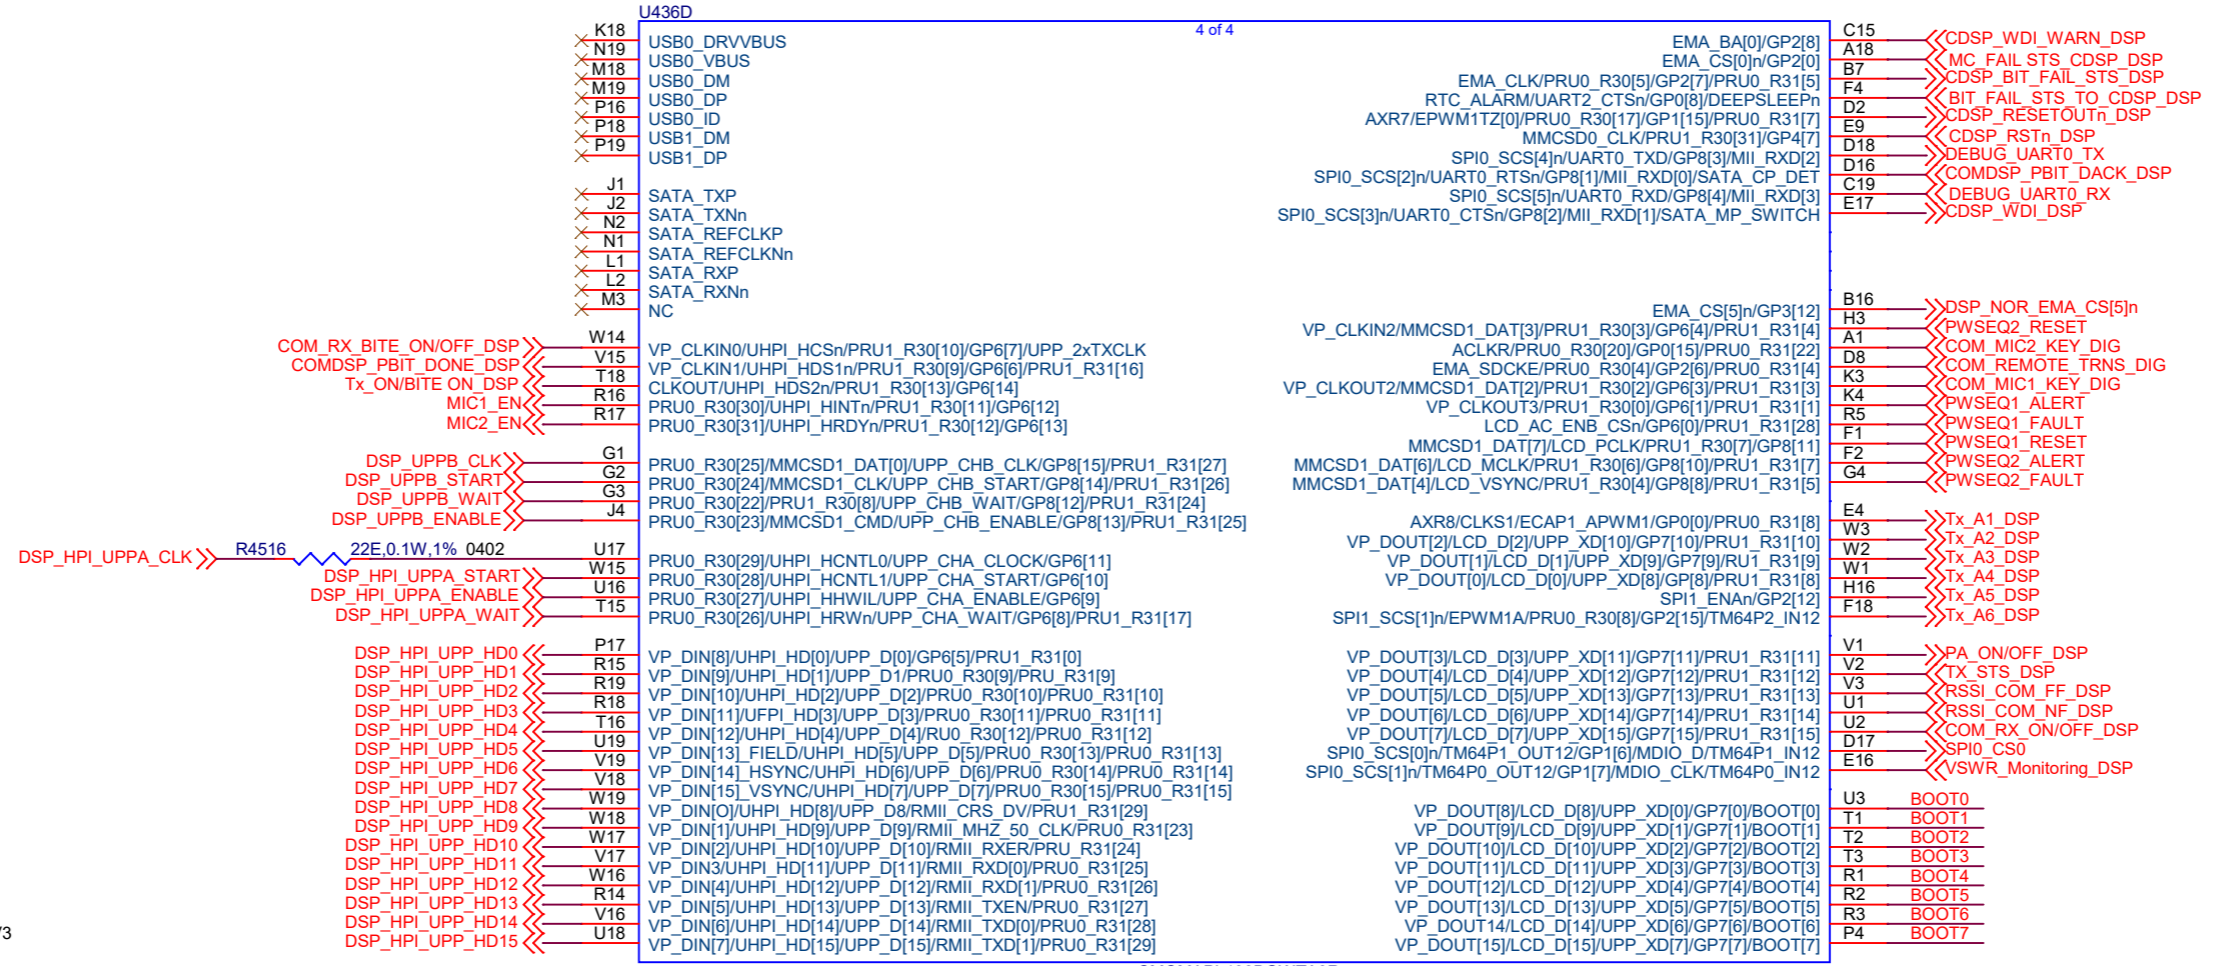 U436D
4 of 4
K18 USB0_DRVVBUS
N19 USB0_VBUS
M18 USB0_DM
M19 USB0_DP
P16 USB0_ID
P18 USB1_DM
P19 USB1_DP
J1 SATA_TXP
J2 SATA_TXNn
N2 SATA_REFCLKP
N1 SATA_REFCLKNn
L1 SATA_RXP
L2 SATA_RXNn
M3 NC
COM_RX_BITE_ON/OFF_DSP W14 VP_CLKIN0/UHPI_HCSn/PRU1_R30[10]/GP6[7]/UPP_2xTXCLK
COMDSP_PBIT_DONE_DSP V15 VP_CLKIN1/UHPI_HDS1n/PRU1_R30[9]/GP6[6]/PRU1_R31[16]
Tx_ON/BITE ON_DSP T18 CLKOUT/UHPI_HDS2n/PRU1_R30[13]/GP6[14]
MIC1_EN R16 PRU0_R30[30]/UHPI_HINTn/PRU1_R30[11]/GP6[12]
MIC2_EN R17 PRU0_R30[31]/UHPI_HRDYn/PRU1_R30[12]/GP6[13]
DSP_UPPB_CLK G1 PRU0_R30[25]/MMCSD1_DAT[0]/UPP_CHB_CLK/GP8[15]/PRU1_R31[27]
DSP_UPPB_START G2 PRU0_R30[24]/MMCSD1_CLK/UPP_CHB_START/GP8[14]/PRU1_R31[26]
DSP_UPPB_WAIT G3 PRU0_R30[22]/PRU1_R30[8]/UPP_CHB_WAIT/GP8[12]/PRU1_R31[24]
DSP_UPPB_ENABLE J4 PRU0_R30[23]/MMCSD1_CMD/UPP_CHB_ENABLE/GP8[13]/PRU1_R31[25]
DSP_HPI_UPPA_CLK R4516 22E,0.1W,1% 0402 U17 PRU0_R30[29]/UHPI_HCNTL0/UPP_CHA_CLOCK/GP6[11]
DSP_HPI_UPPA_START W15 PRU0_R30[28]/UHPI_HCNTL1/UPP_CHA_START/GP6[10]
DSP_HPI_UPPA_ENABLE U16 PRU0_R30[27]/UHPI_HHWIL/UPP_CHA_ENABLE/GP6[9]
DSP_HPI_UPPA_WAIT T15 PRU0_R30[26]/UHPI_HRWn/UPP_CHA_WAIT/GP6[8]/PRU1_R31[17]
DSP_HPI_UPP_HD0 P17 VP_DIN[8]/UHPI_HD[0]/UPP_D[0]/GP6[5]/PRU1_R31[0]
DSP_HPI_UPP_HD1 R15 VP_DIN[9]/UHPI_HD[1]/UPP_D1/PRU0_R30[9]/PRU_R31[9]
DSP_HPI_UPP_HD2 R19 VP_DIN[10]/UHPI_HD[2]/UPP_D[2]/PRU0_R30[10]/PRU0_R31[10]
DSP_HPI_UPP_HD3 R18 VP_DIN[11]/UFPI_HD[3]/UPP_D[3]/PRU0_R30[11]/PRU0_R31[11]
DSP_HPI_UPP_HD4 T16 VP_DIN[12]/UHPI_HD[4]/UPP_D[4]/RU0_R30[12]/PRU0_R31[12]
DSP_HPI_UPP_HD5 U19 VP_DIN[13]_FIELD/UHPI_HD[5]/UPP_D[5]/PRU0_R30[13]/PRU0_R31[13]
DSP_HPI_UPP_HD6 V19 VP_DIN[14]_HSYNC/UHPI_HD[6]/UPP_D[6]/PRU0_R30[14]/PRU0_R31[14]
DSP_HPI_UPP_HD7 V18 VP_DIN[15]_VSYNC/UHPI_HD[7]/UPP_D[7]/PRU0_R30[15]/PRU0_R31[15]
DSP_HPI_UPP_HD8 W19 VP_DIN[O]/UHPI_HD[8]/UPP_D8/RMII_CRS_DV/PRU1_R31[29]
DSP_HPI_UPP_HD9 W18 VP_DIN[1]/UHPI_HD[9]/UPP_D[9]/RMII_MHZ_50_CLK/PRU0_R31[23]
DSP_HPI_UPP_HD10 W17 VP_DIN[2]/UHPI_HD[10]/UPP_D[10]/RMII_RXER/PRU_R31[24]
DSP_HPI_UPP_HD11 V17 VP_DIN3/UHPI_HD[11]/UPP_D[11]/RMII_RXD[0]/PRU0_R31[25]
DSP_HPI_UPP_HD12 W16 VP_DIN[4]/UHPI_HD[12]/UPP_D[12]/RMII_RXD[1]/PRU0_R31[26]
DSP_HPI_UPP_HD13 R14 VP_DIN[5]/UHPI_HD[13]/UPP_D[13]/RMII_TXEN/PRU0_R31[27]
DSP_HPI_UPP_HD14 V16 VP_DIN[6]/UHPI_HD[14]/UPP_D[14]/RMII_TXD[0]/PRU0_R31[28]
DSP_HPI_UPP_HD15 U18 VP_DIN[7]/UHPI_HD[15]/UPP_D[15]/RMII_TXD[1]/PRU0_R31[29]
EMA_BA[0]/GP2[8] C15 CDSP_WDI_WARN_DSP
EMA_CS[0]n/GP2[0] A18 MC_FAIL STS_CDSP_DSP
EMA_CLK/PRU0_R30[5]/GP2[7]/PRU0_R31[5] B7 CDSP_BIT_FAIL_STS_DSP
RTC_ALARM/UART2_CTSn/GP0[8]/DEEPSLEEPn F4 BIT_FAIL_STS_TO_CDSP_DSP
AXR7/EPWM1TZ[0]/PRU0_R30[17]/GP1[15]/PRU0_R31[7] D2 CDSP_RESETOUTn_DSP
MMCSD0_CLK/PRU1_R30[31]/GP4[7] E9 CDSP_RSTn_DSP
SPI0_SCS[4]n/UART0_TXD/GP8[3]/MII_RXD[2] D18 DEBUG_UART0_TX
SPI0_SCS[2]n/UART0_RTSn/GP8[1]/MII_RXD[0]/SATA_CP_DET D16 COMDSP_PBIT_DACK_DSP
SPI0_SCS[5]n/UART0_RXD/GP8[4]/MII_RXD[3] C19 DEBUG_UART0_RX
SPI0_SCS[3]n/UART0_CTSn/GP8[2]/MII_RXD[1]/SATA_MP_SWITCH E17 CDSP_WDI_DSP
EMA_CS[5]n/GP3[12] B16 DSP_NOR_EMA_CS[5]n
VP_CLKIN2/MMCSD1_DAT[3]/PRU1_R30[3]/GP6[4]/PRU1_R31[4] H3 PWSEQ2_RESET
ACLKR/PRU0_R30[20]/GP0[15]/PRU0_R31[22] A1 COM_MIC2_KEY_DIG
EMA_SDCKE/PRU0_R30[4]/GP2[6]/PRU0_R31[4] D8 COM_REMOTE_TRNS_DIG
VP_CLKOUT2/MMCSD1_DAT[2]/PRU1_R30[2]/GP6[3]/PRU1_R31[3] K3 COM_MIC1_KEY_DIG
VP_CLKOUT3/PRU1_R30[0]/GP6[1]/PRU1_R31[1] K4 PWSEQ1_ALERT
LCD_AC_ENB_CSn/GP6[0]/PRU1_R31[28] R5 PWSEQ1_FAULT
MMCSD1_DAT[7]/LCD_PCLK/PRU1_R30[7]/GP8[11] F1 PWSEQ1_RESET
MMCSD1_DAT[6]/LCD_MCLK/PRU1_R30[6]/GP8[10]/PRU1_R31[7] F2 PWSEQ2_ALERT
MMCSD1_DAT[4]/LCD_VSYNC/PRU1_R30[4]/GP8[8]/PRU1_R31[5] G4 PWSEQ2_FAULT
AXR8/CLKS1/ECAP1_APWM1/GP0[0]/PRU0_R31[8] E4 Tx_A1_DSP
VP_DOUT[2]/LCD_D[2]/UPP_XD[10]/GP7[10]/PRU1_R31[10] W3 Tx_A2_DSP
VP_DOUT[1]/LCD_D[1]/UPP_XD[9]/GP7[9]/RU1_R31[9] W2 Tx_A3_DSP
VP_DOUT[0]/LCD_D[0]/UPP_XD[8]/GP[8]/PRU1_R31[8] W1 Tx_A4_DSP
SPI1_ENAn/GP2[12] H16 Tx_A5_DSP
SPI1_SCS[1]n/EPWM1A/PRU0_R30[8]/GP2[15]/TM64P2_IN12 F18 Tx_A6_DSP
VP_DOUT[3]/LCD_D[3]/UPP_XD[11]/GP7[11]/PRU1_R31[11] V1 PA_ON/OFF_DSP
VP_DOUT[4]/LCD_D[4]/UPP_XD[12]/GP7[12]/PRU1_R31[12] V2 TX_STS_DSP
VP_DOUT[5]/LCD_D[5]/UPP_XD[13]/GP7[13]/PRU1_R31[13] V3 RSSI_COM_FF_DSP
VP_DOUT[6]/LCD_D[6]/UPP_XD[14]/GP7[14]/PRU1_R31[14] U1 RSSI_COM_NF_DSP
VP_DOUT[7]/LCD_D[7]/UPP_XD[15]/GP7[15]/PRU1_R31[15] U2 COM_RX_ON/OFF_DSP
SPI0_SCS[0]n/TM64P1_OUT12/GP1[6]/MDIO_D/TM64P1_IN12 D17 SPI0_CS0
SPI0_SCS[1]n/TM64P0_OUT12/GP1[7]/MDIO_CLK/TM64P0_IN12 E16 VSWR_Monitoring_DSP
VP_DOUT[8]/LCD_D[8]/UPP_XD[0]/GP7[0]/BOOT[0] U3 BOOT0
VP_DOUT[9]/LCD_D[9]/UPP_XD[1]/GP7[1]/BOOT[1] T1 BOOT1
VP_DOUT[10]/LCD_D[10]/UPP_XD[2]/GP7[2]/BOOT[2] T2 BOOT2
VP_DOUT[11]/LCD_D[11]/UPP_XD[3]/GP7[3]/BOOT[3] T3 BOOT3
VP_DOUT[12]/LCD_D[12]/UPP_XD[4]/GP7[4]/BOOT[4] R1 BOOT4
VP_DOUT[13]/LCD_D[13]/UPP_XD[5]/GP7[5]/BOOT[5] R2 BOOT5
VP_DOUT14/LCD_D[14]/UPP_XD[6]/GP7[6]/BOOT[6] R3 BOOT6
VP_DOUT[15]/LCD_D[15]/UPP_XD[7]/GP7[7]/BOOT[7] P4 BOOT7